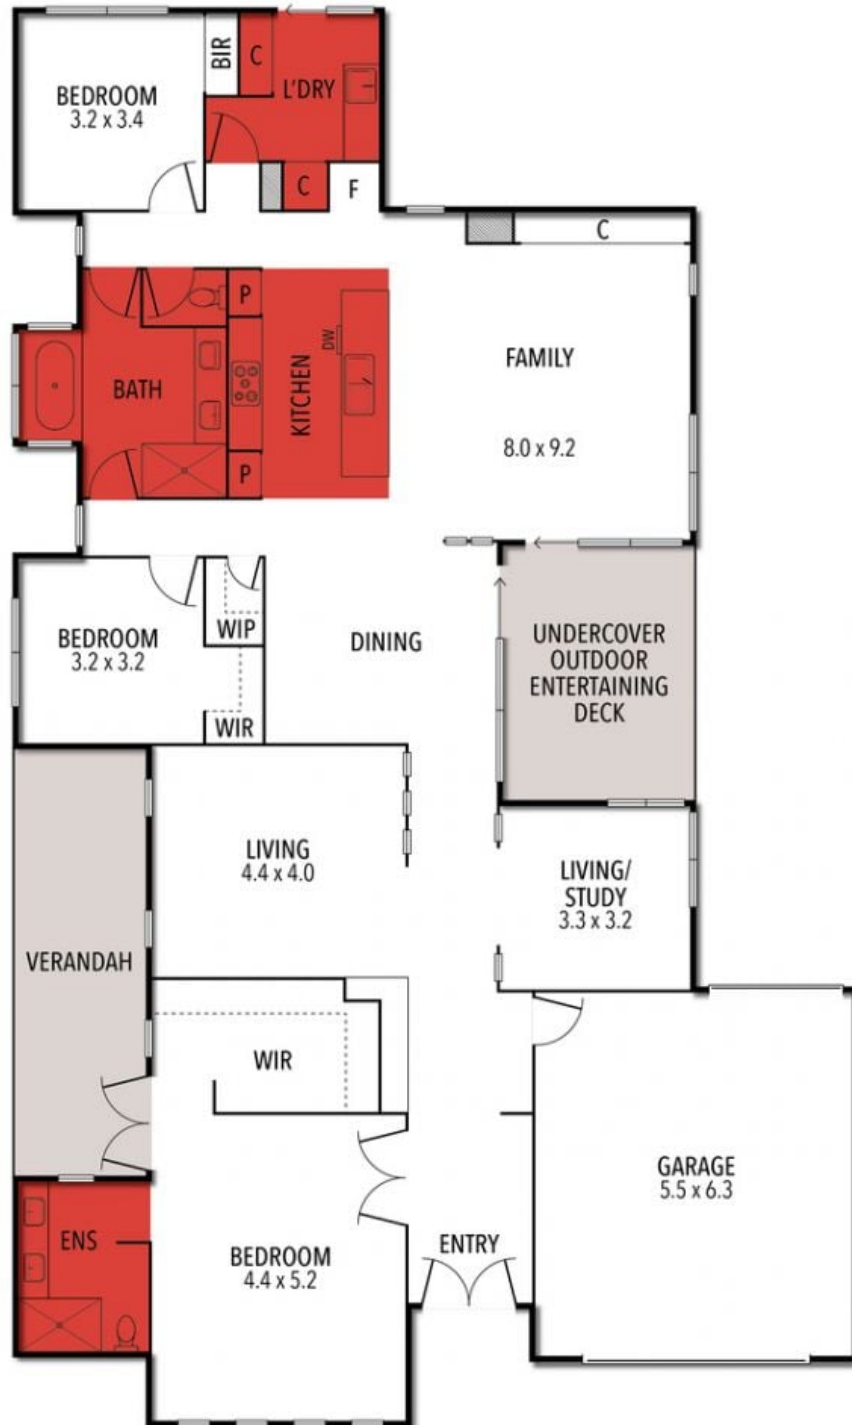 BEDROOM
3.2 x 3.4
BIR
C
L'DRY
C
F
C
P
BATH
KITCHEN
DW
P
FAMILY
8.0 x 9.2
BEDROOM
3.2 x 3.2
WIP
WIR
DINING
UNDERCOVER
OUTDOOR
ENTERTAINING
DECK
LIVING
4.4 x 4.0
LIVING/
STUDY
3.3 x 3.2
VERANDAH
WIR
GARAGE
5.5 x 6.3
ENS
BEDROOM
4.4 x 5.2
ENTRY